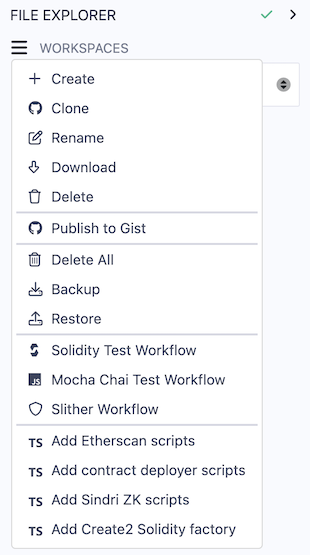 FILE EXPLORER
WORKSPACES
Create
Clone
Rename
Download
Delete
Publish to Gist
Delete All
Backup
Restore
Solidity Test Workflow
JS Mocha Chai Test Workflow
Slither Workflow
TS Add Etherscan scripts
TS Add contract deployer scripts
TS Add Sindri ZK scripts
TS Add Create2 Solidity factory